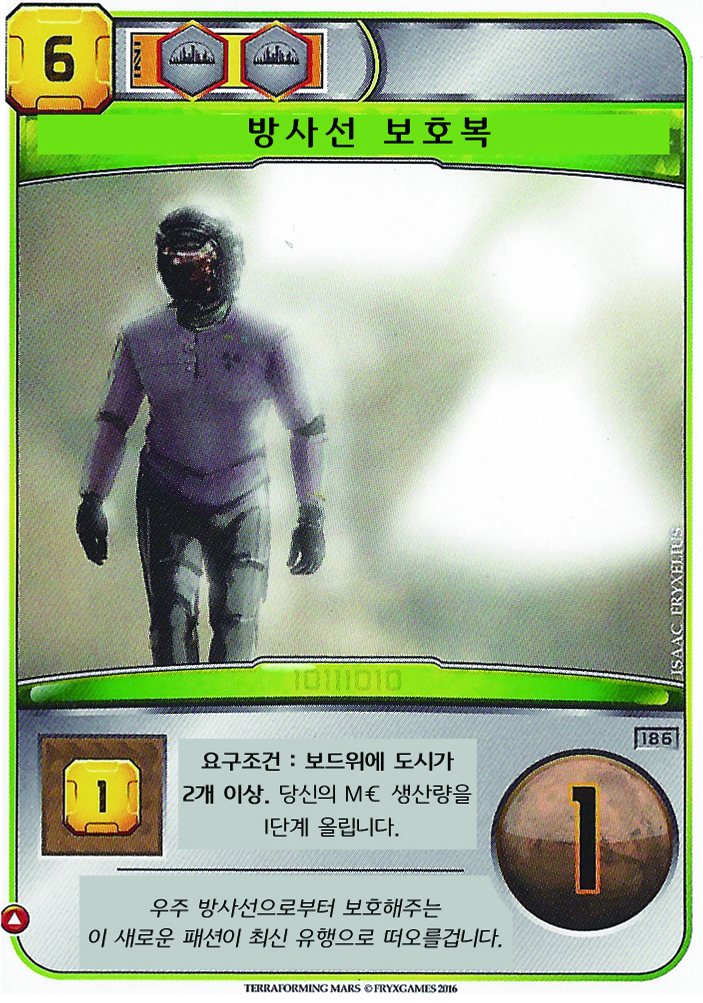 6
방사선 보호복
ISAAC FRYXELIUS
10111010
186
1
요구조건 : 보드위에 도시가
2개 이상. 당신의 M€ 생산량을
1단계 올립니다.
1
우주 방사선으로부터 보호해주는
이 새로운 패션이 최신 유행으로 떠오를겁니다.
TERRAFORMING MARS © FRYXGAMES 2016